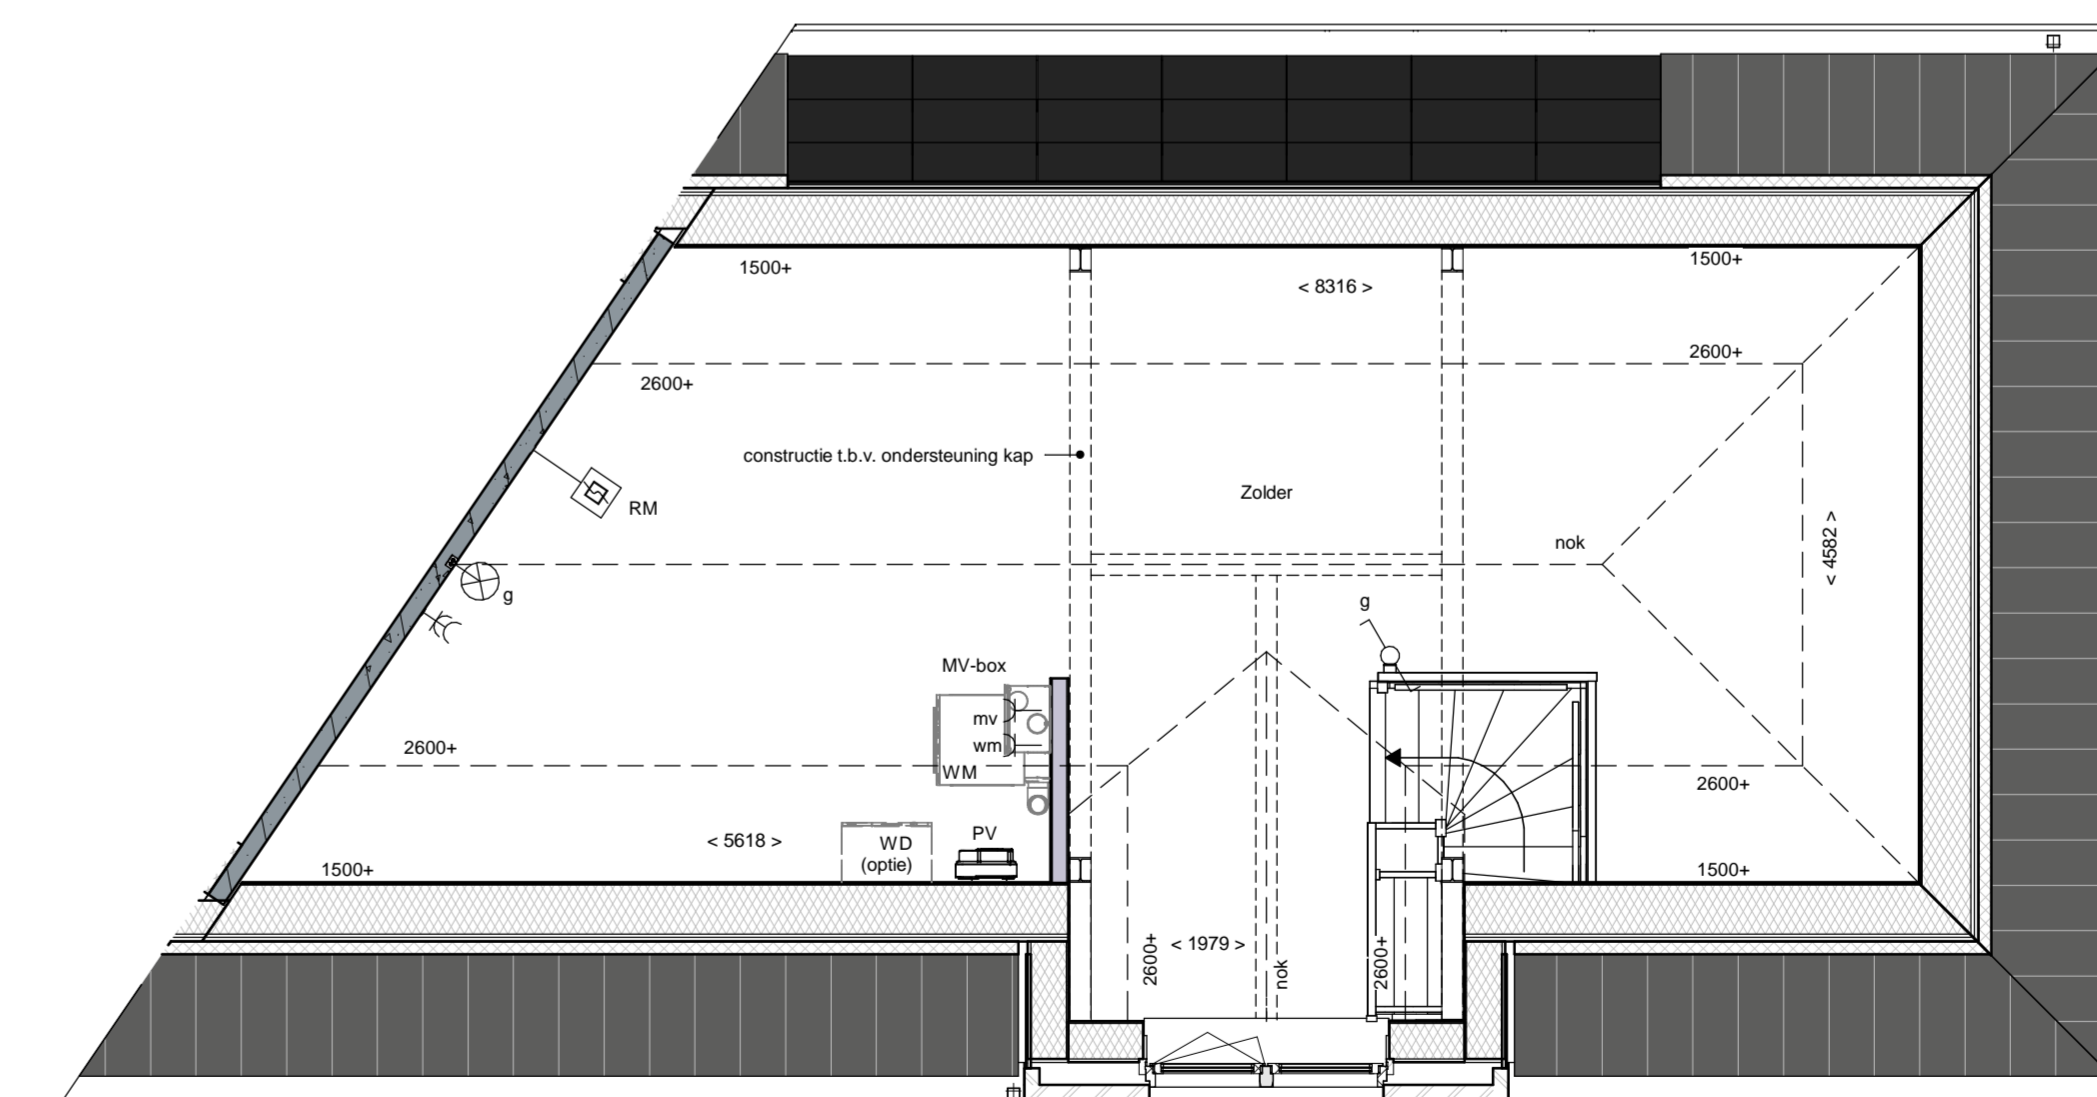 1500+
1500+
< 8316 >
2600+
2600+
constructie t.b.v. ondersteuning kap
Zolder
RM
nok
< 4582 >
g
g
MV-box
mv
wm
WM
2600+
2600+
< 5618 >
WD
(optie)
PV
1500+
1500+
2600+
< 1979 >
nok
2600+